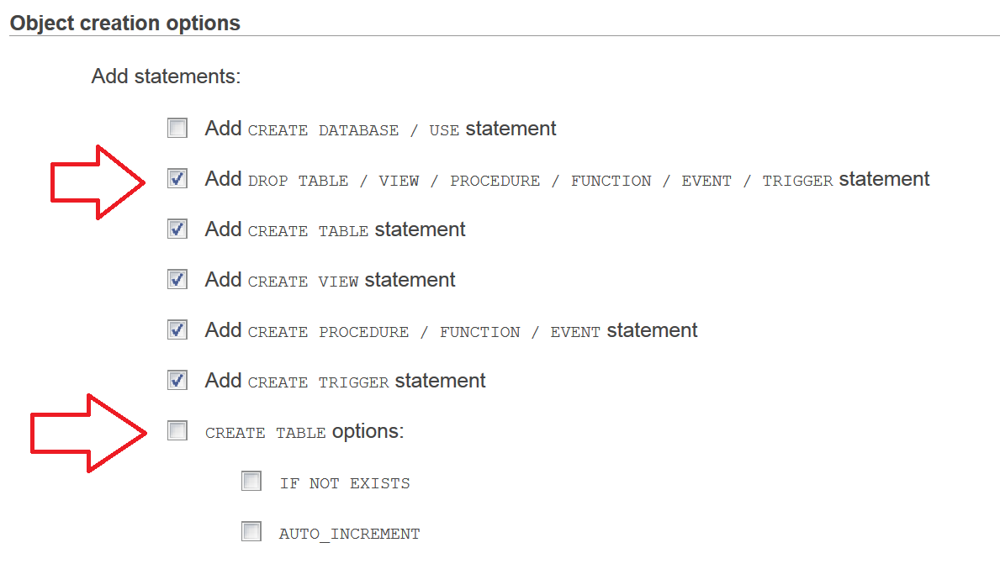 Object creation options
Add statements:
Add CREATE DATABASE / USE statement
Add DROP TABLE / VIEW / PROCEDURE / FUNCTION / EVENT / TRIGGER statement
Add CREATE TABLE statement
Add CREATE VIEW statement
Add CREATE PROCEDURE / FUNCTION / EVENT statement
Add CREATE TRIGGER statement
CREATE TABLE options:
IF NOT EXISTS
AUTO_INCREMENT